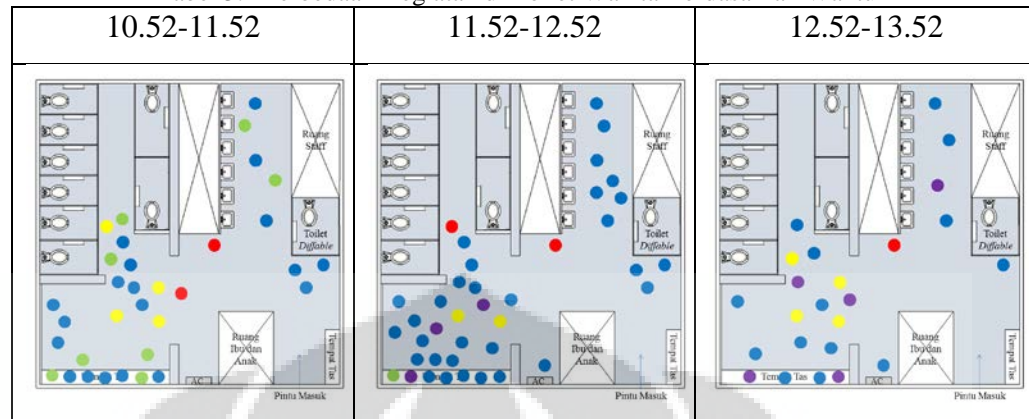 10.52-11.52
11.52-12.52
12.52-13.52
Ruang
Staff
Toilet
Diffable
Ruang
Ibu dan
Anak
Tempat Tas
AC
Pintu Masuk
Ruang
Staff
Toilet
Diffable
Ruang
Ibu dan
Anak
Tempat Tas
AC
Pintu Masuk
Ruang
Staff
Toilet
Diffable
Ruang
Ibu dan
Anak
Tempat Tas
Tempat Tas
AC
Pintu Masuk